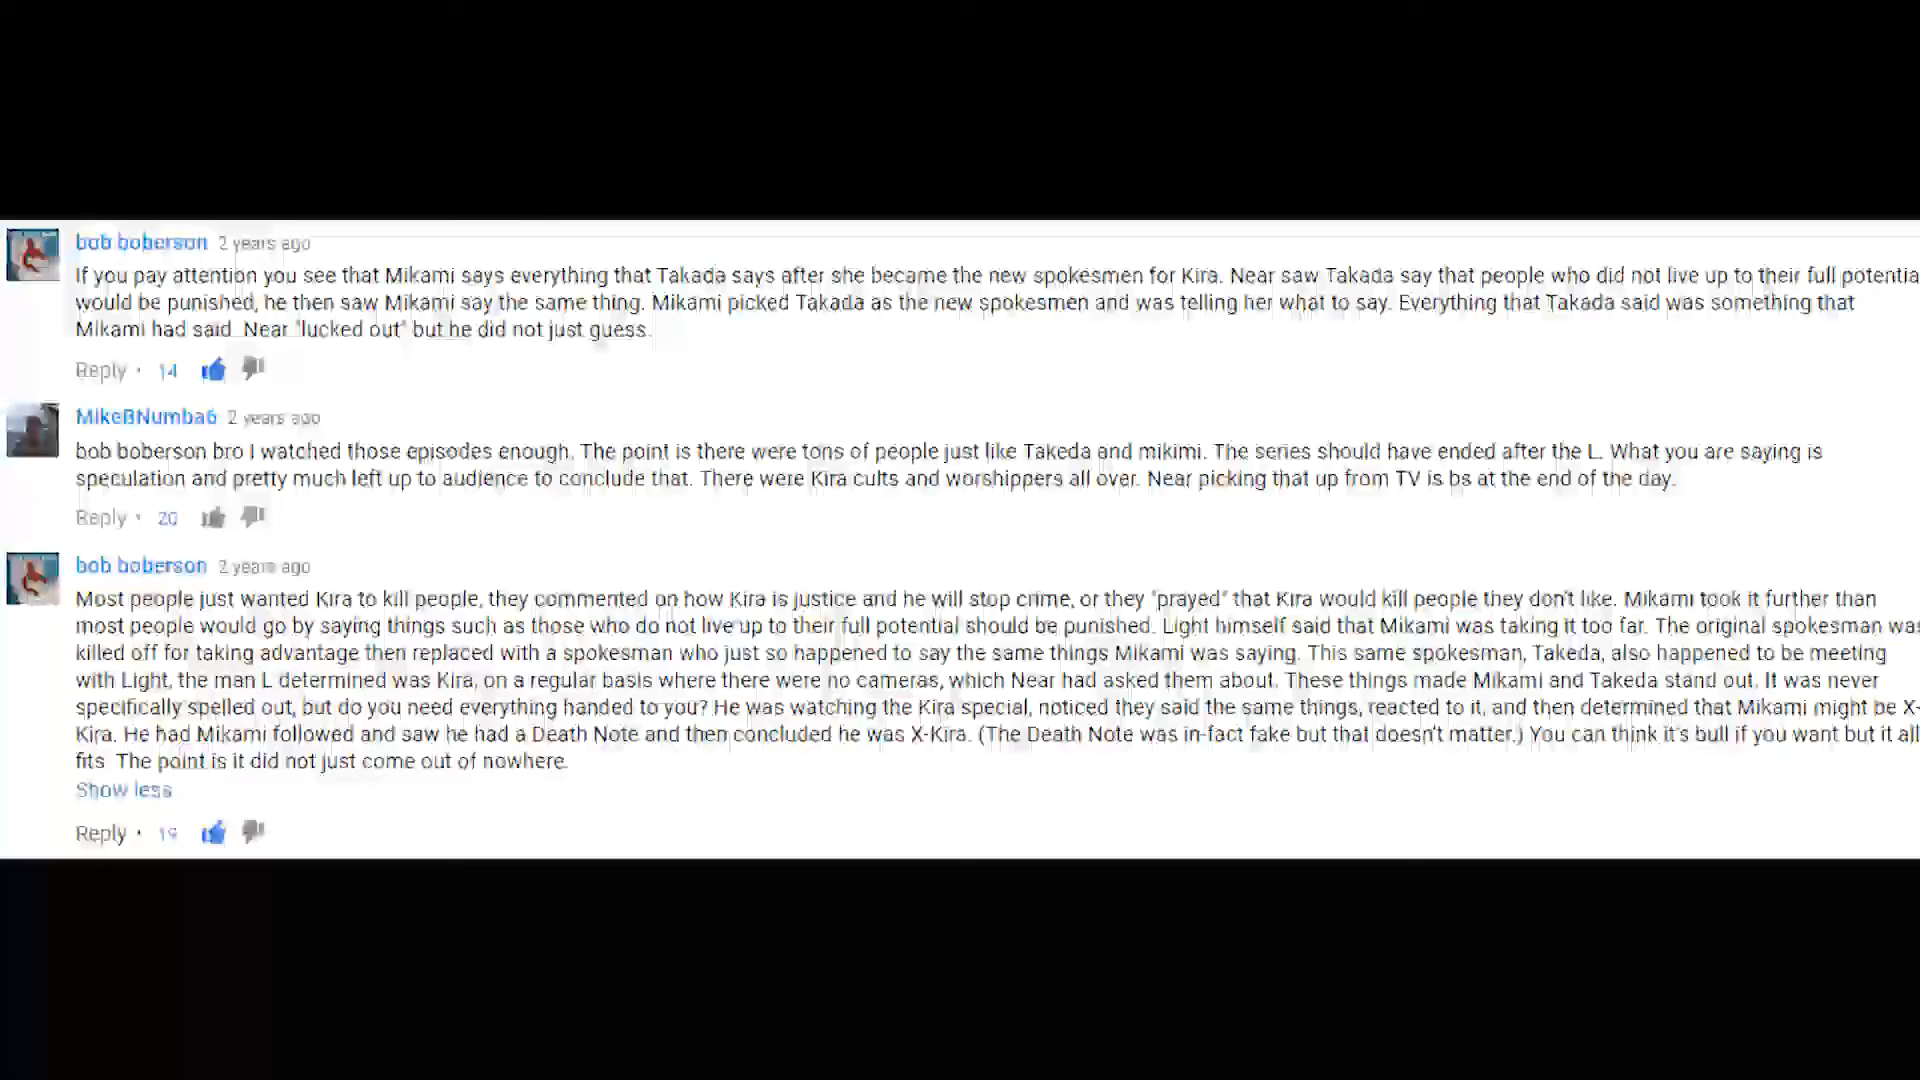 bob boberson 2 years ago
If you pay attention you see that Mikami says everything that Takada says after she became the new spokesmen for Kira. Near saw Takada say that people who did not live up to their full potentia
would be punished, he then saw Mikami say the same thing. Mikami picked Takada as the new spokesmen and was telling her what to say. Everything that Takada said was something that
Mikami had said. Near "lucked out" but he did not just guess.
Reply • 14
MikeBNumba6 2 years ago
bob boberson bro I watched those episodes enough. The point is there were tons of people just like Takeda and mikimi. The series should have ended after the L. What you are saying is
speculation and pretty much left up to audience to conclude that. There were Kira cults and worshippers all over. Near picking that up from TV is bs at the end of the day.
Reply • 20
bob boberson 2 years ago
Most people just wanted Kira to kill people, they commented on how Kira is justice and he will stop crime, or they "prayed" that Kira would kill people they don't like. Mikami took it further than
most people would go by saying things such as those who do not live up to their full potential should be punished. Light himself said that Mikami was taking it too far. The original spokesman was
killed off for taking advantage then replaced with a spokesman who just so happened to say the same things Mikami was saying. This same spokesman, Takeda, also happened to be meeting
with Light, the man L determined was Kira, on a regular basis where there were no cameras, which Near had asked them about. These things made Mikami and Takeda stand out. It was never
specifically spelled out, but do you need everything handed to you? He was watching the Kira special, noticed they said the same things, reacted to it, and then determined that Mikami might be X-
Kira. He had Mikami followed and saw he had a Death Note and then concluded he was X-Kira. (The Death Note was in-fact fake but that doesn't matter.) You can think it's bull if you want but it all
fits. The point is it did not just come out of nowhere.
Show less
Reply • 19